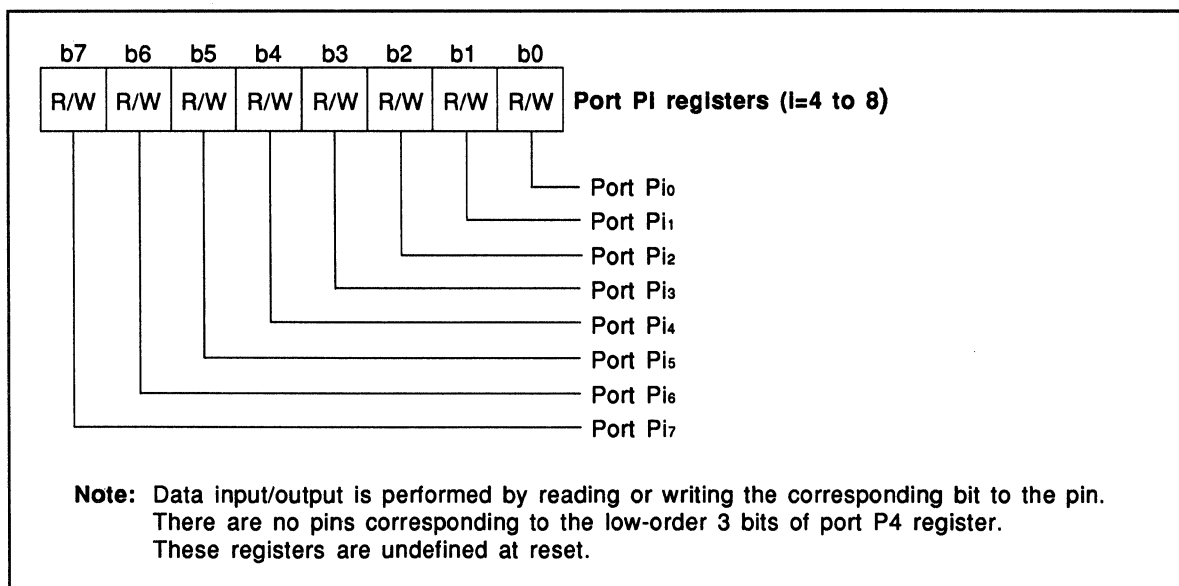 b7 b6 b5 b4 b3 b2 b1 b0
R/W R/W R/W R/W R/W R/W R/W R/W Port Pi registers (i=4 to 8)
Port Pi0
Port Pi1
Port Pi2
Port Pi3
Port Pi4
Port Pi5
Port Pi6
Port Pi7
Note: Data input/output is performed by reading or writing the corresponding bit to the pin.
There are no pins corresponding to the low-order 3 bits of port P4 register.
These registers are undefined at reset.